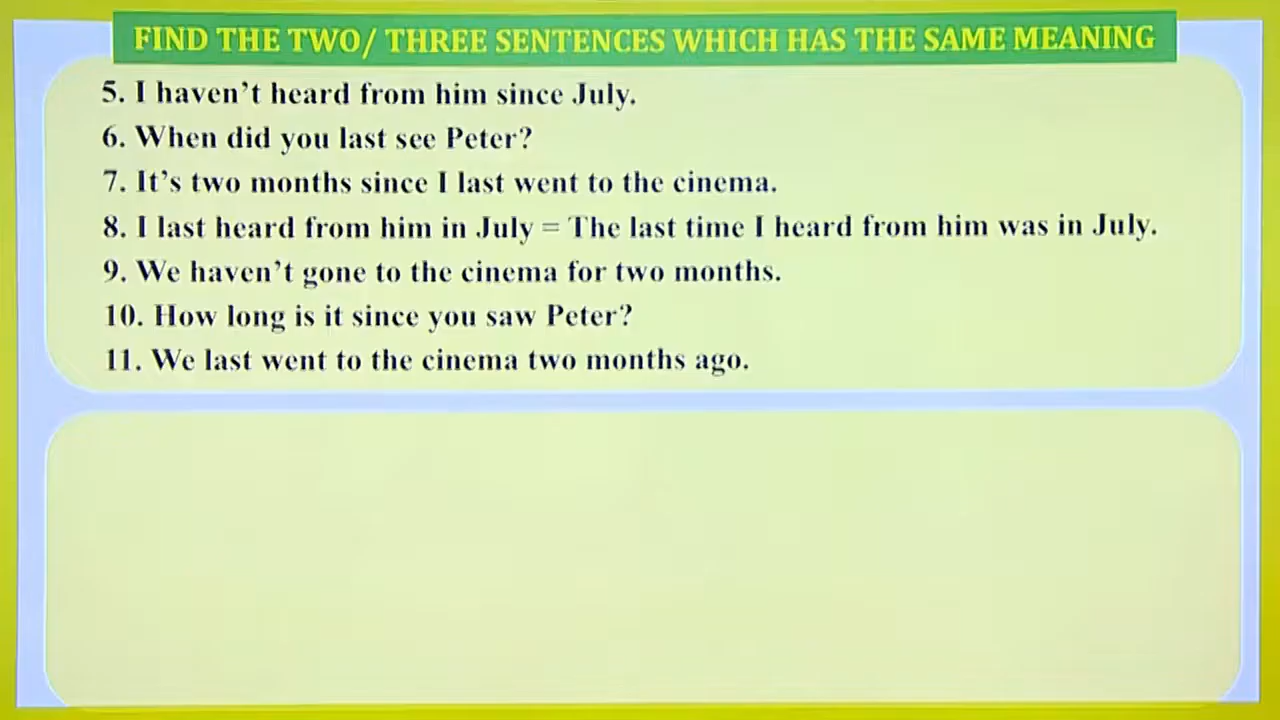 FIND THE TWO/ THREE SENTENCES WHICH HAS THE SAME MEANING
5. I haven’t heard from him since July.
6. When did you last see Peter?
7. It’s two months since I last went to the cinema.
8. I last heard from him in July = The last time I heard from him was in July.
9. We haven’t gone to the cinema for two months.
10. How long is it since you saw Peter?
11. We last went to the cinema two months ago.